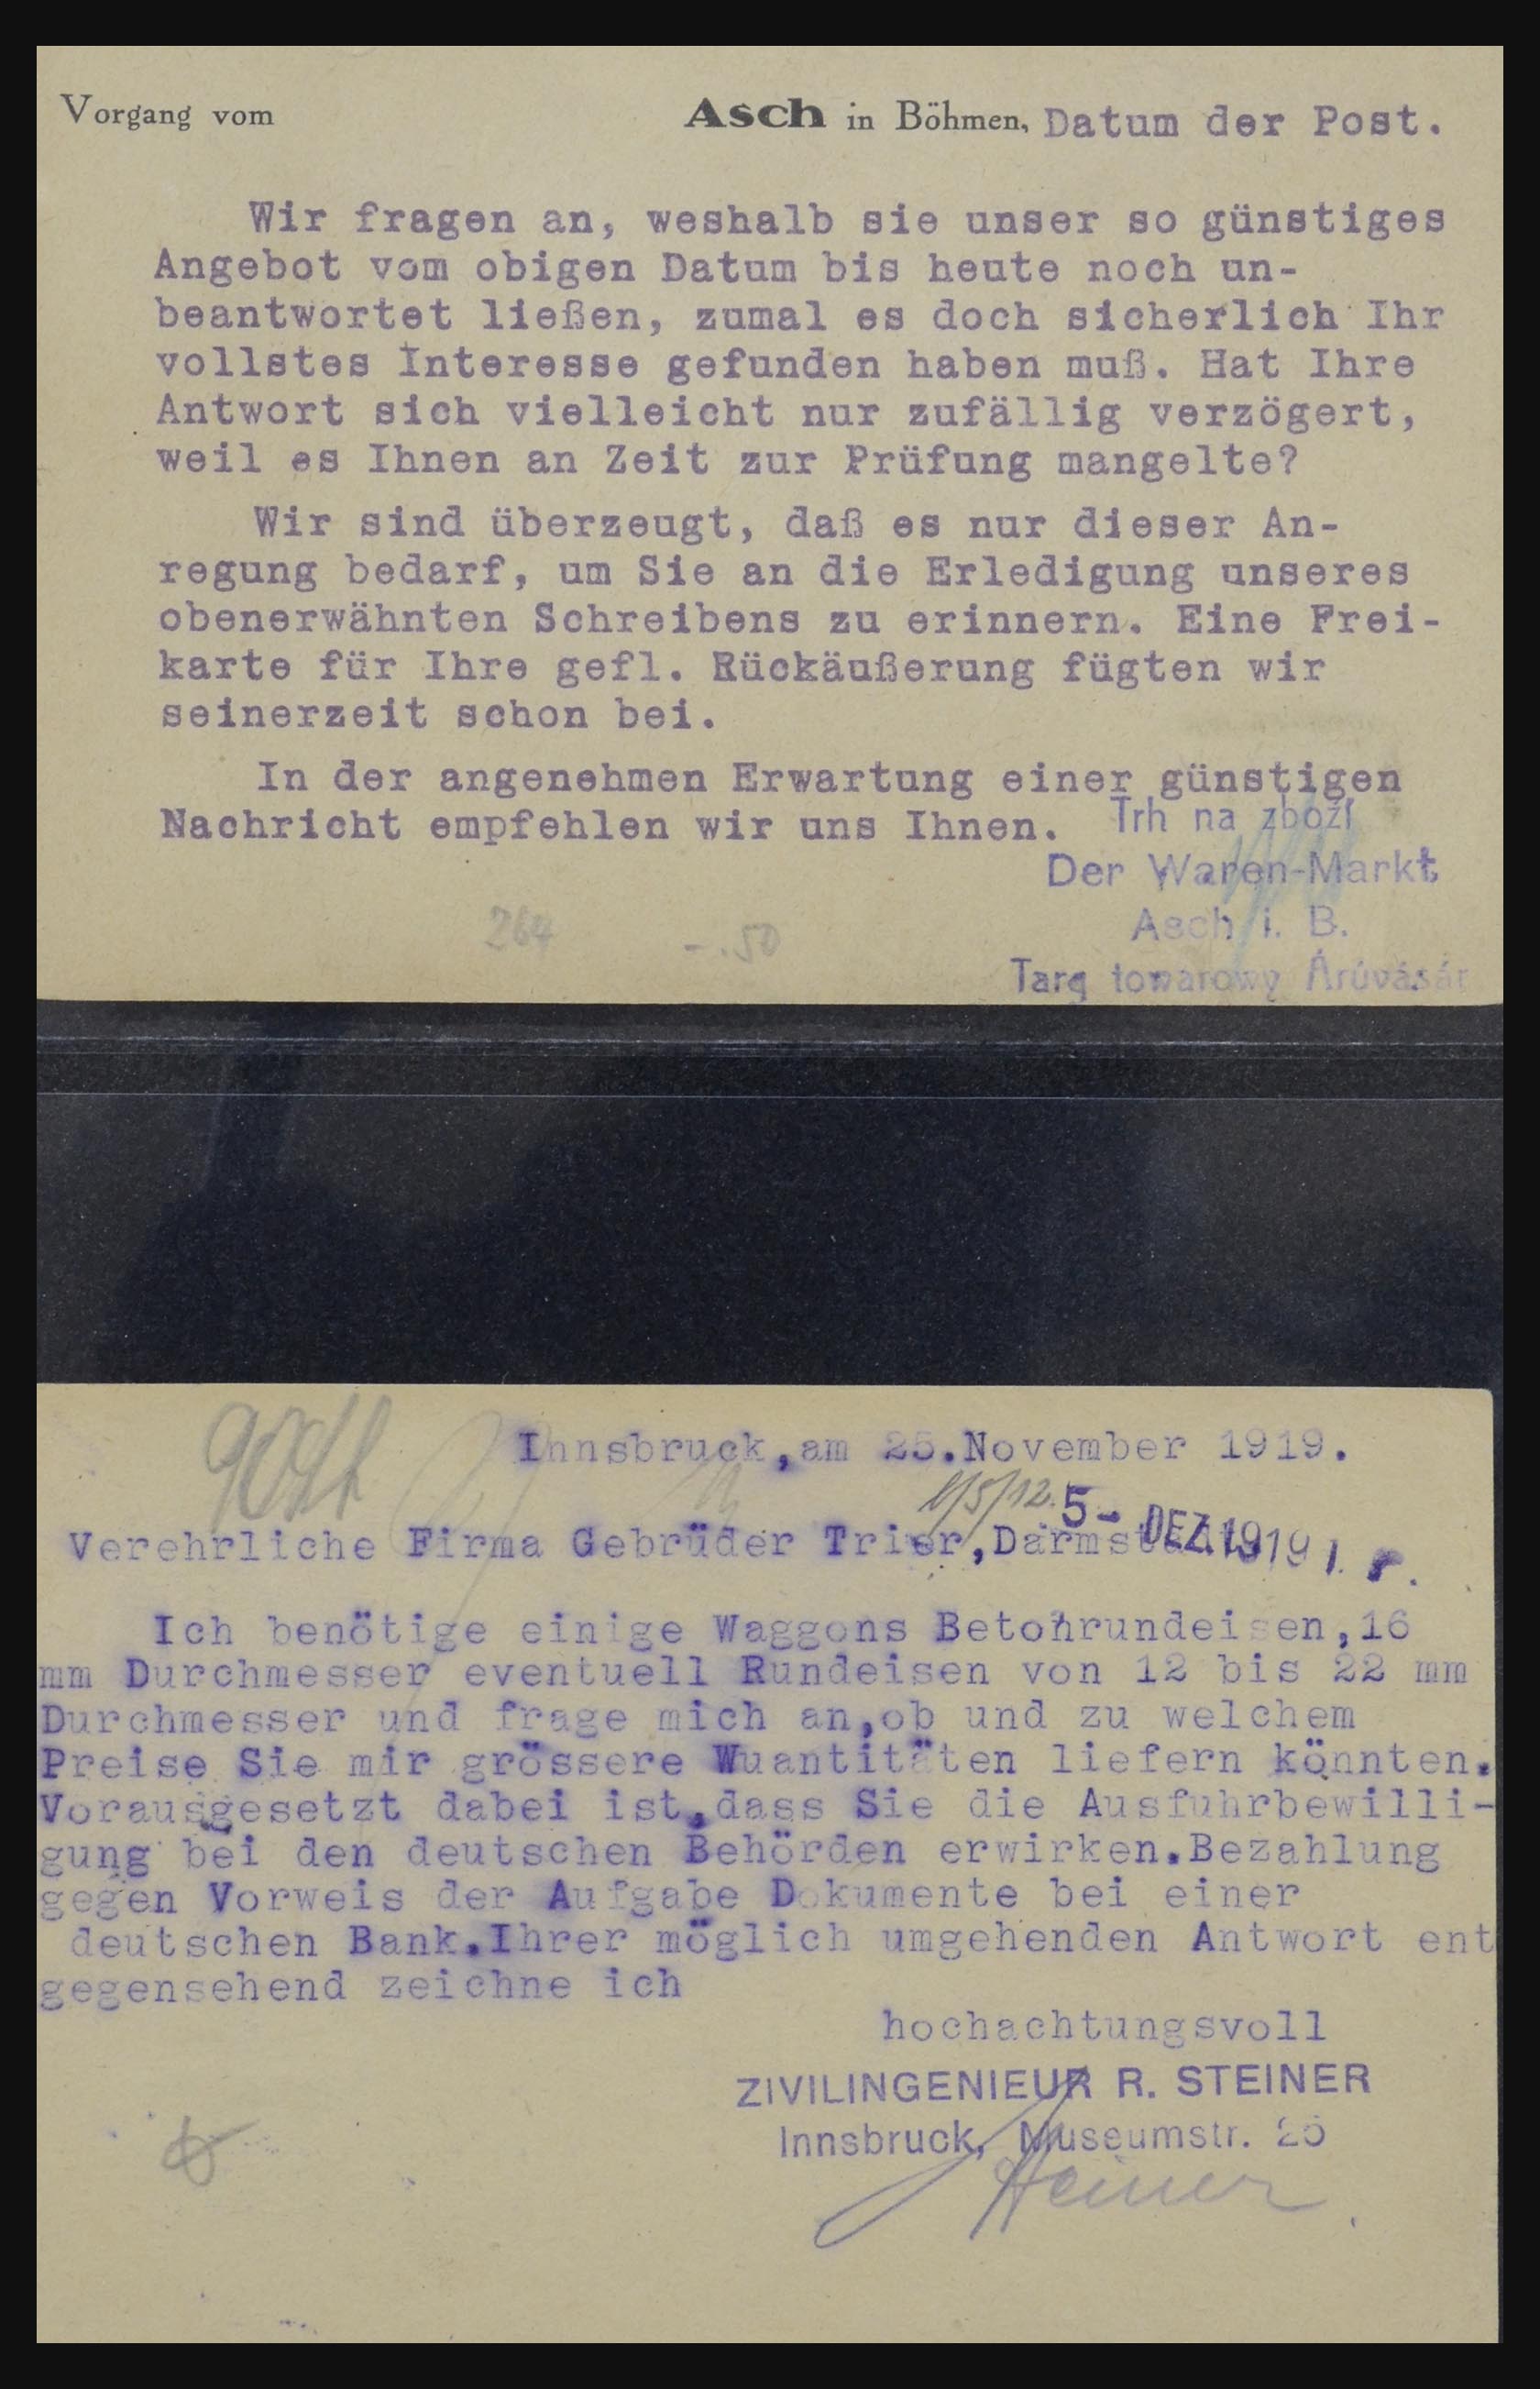 Vorgang vom Asch in Böhmen, Datum der Post.
Wir fragen an, weshalb sie unser so günstiges
Angebot vom obigen Datum bis heute noch un-
beantwortet ließen, zumal es doch sicherlich Ihr
vollstes Interesse gefunden haben muß. Hat Ihre
Antwort sich vielleicht nur zufällig verzögert,
weil es Ihnen an Zeit zur Prüfung mangelte?
Wir sind überzeugt, daß es nur dieser An-
regung bedarf, um Sie an die Erledigung unseres
obenerwähnten Schreibens zu erinnern. Eine Frei-
karte für Ihre gefl. Rückäußerung fügten wir
seinerzeit schon bei.
In der angenehmen Erwartung einer günstigen
Nachricht empfehlen wir uns Ihnen.
Trh na zboží
Der Waren-Markt
Asch i. B.
Targ towarowy Árúvásár
264 -.50
Innsbruck,am 25.November 1919.
5- DEZ.1919
Verehrliche Firma Gebrüder Trier,Darmstadt
Ich benötige einige Waggons Betonrundeisen,16
mm Durchmesser eventuell Rundeisen von 12 bis 22 mm
Durchmesser und frage mich an,ob und zu welchem
Preise Sie mir grössere Wuantitäten liefern könnten.
Vorausgesetzt dabei ist,dass Sie die Ausfuhrbewilli-
gung bei den deutschen Behörden erwirken.Bezahlung
gegen Vorweis der Aufgabe Dokumente bei einer
deutschen Bank.Ihrer möglich umgehenden Antwort ent
gegensehend zeichne ich
hochachtungsvoll
ZIVILINGENIEUR R. STEINER
Innsbruck, Museumstr.
Steiner